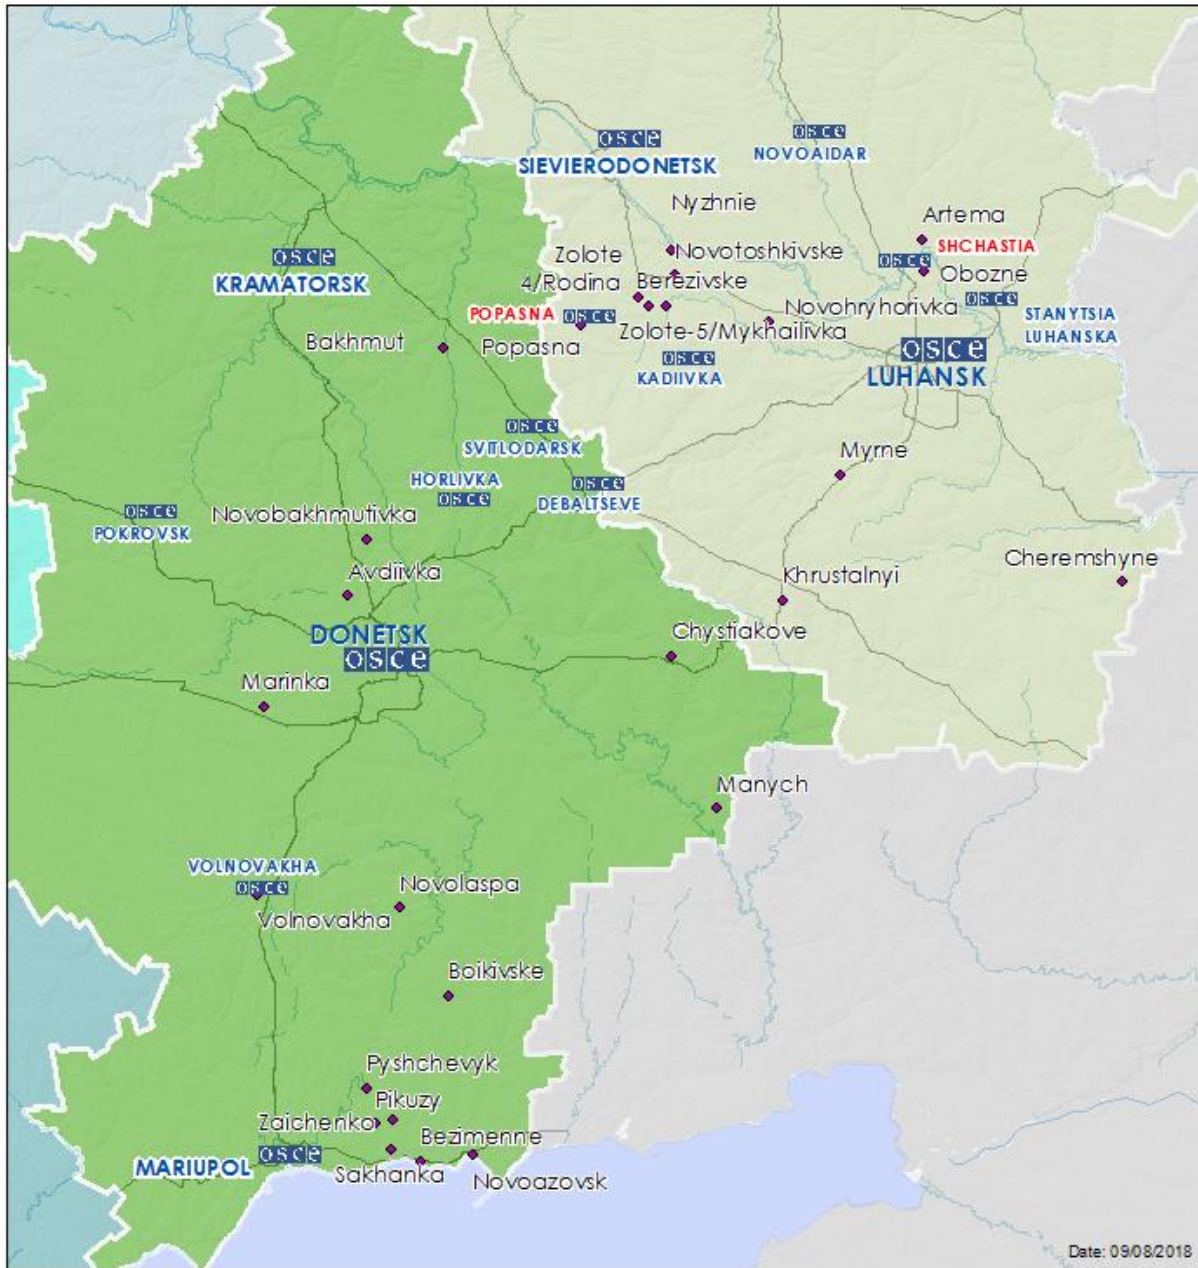 osce
SIEVIERODONETSK
osce
NOVOAIDAR
Nyzhnie
Artema
SHCHASTIA
osce
Obozne
osce
STANYTSIA
LUHANSKA
osce
KRAMATORSK
Zolote
4/Rodina
Novotoshkivske
Berezivske
POPASNA
osce
Popasna
Zolote-5/Mykhailivka
Novohryhorivka
osce
KADIIVKA
osce
LUHANSK
Bakhmut
osce
SVITLODARSK
HORLIVKA
osce
osce
DEBALTSEVE
Myrne
osce
POKROVSK
Novobakhmutivka
Avdiivka
Khrustalnyi
Cheremshyne
DONETSK
osce
Chystiakove
Marinka
Manych
VOLNOVAKHA
osce
Volnovakha
Novolaspa
Boikivske
Pyshchevyk
Pikuzy
Zaichenko
Bezimenne
MARIUPOL
osce
Sakhanka
Novoazovsk
Date: 09/08/2018